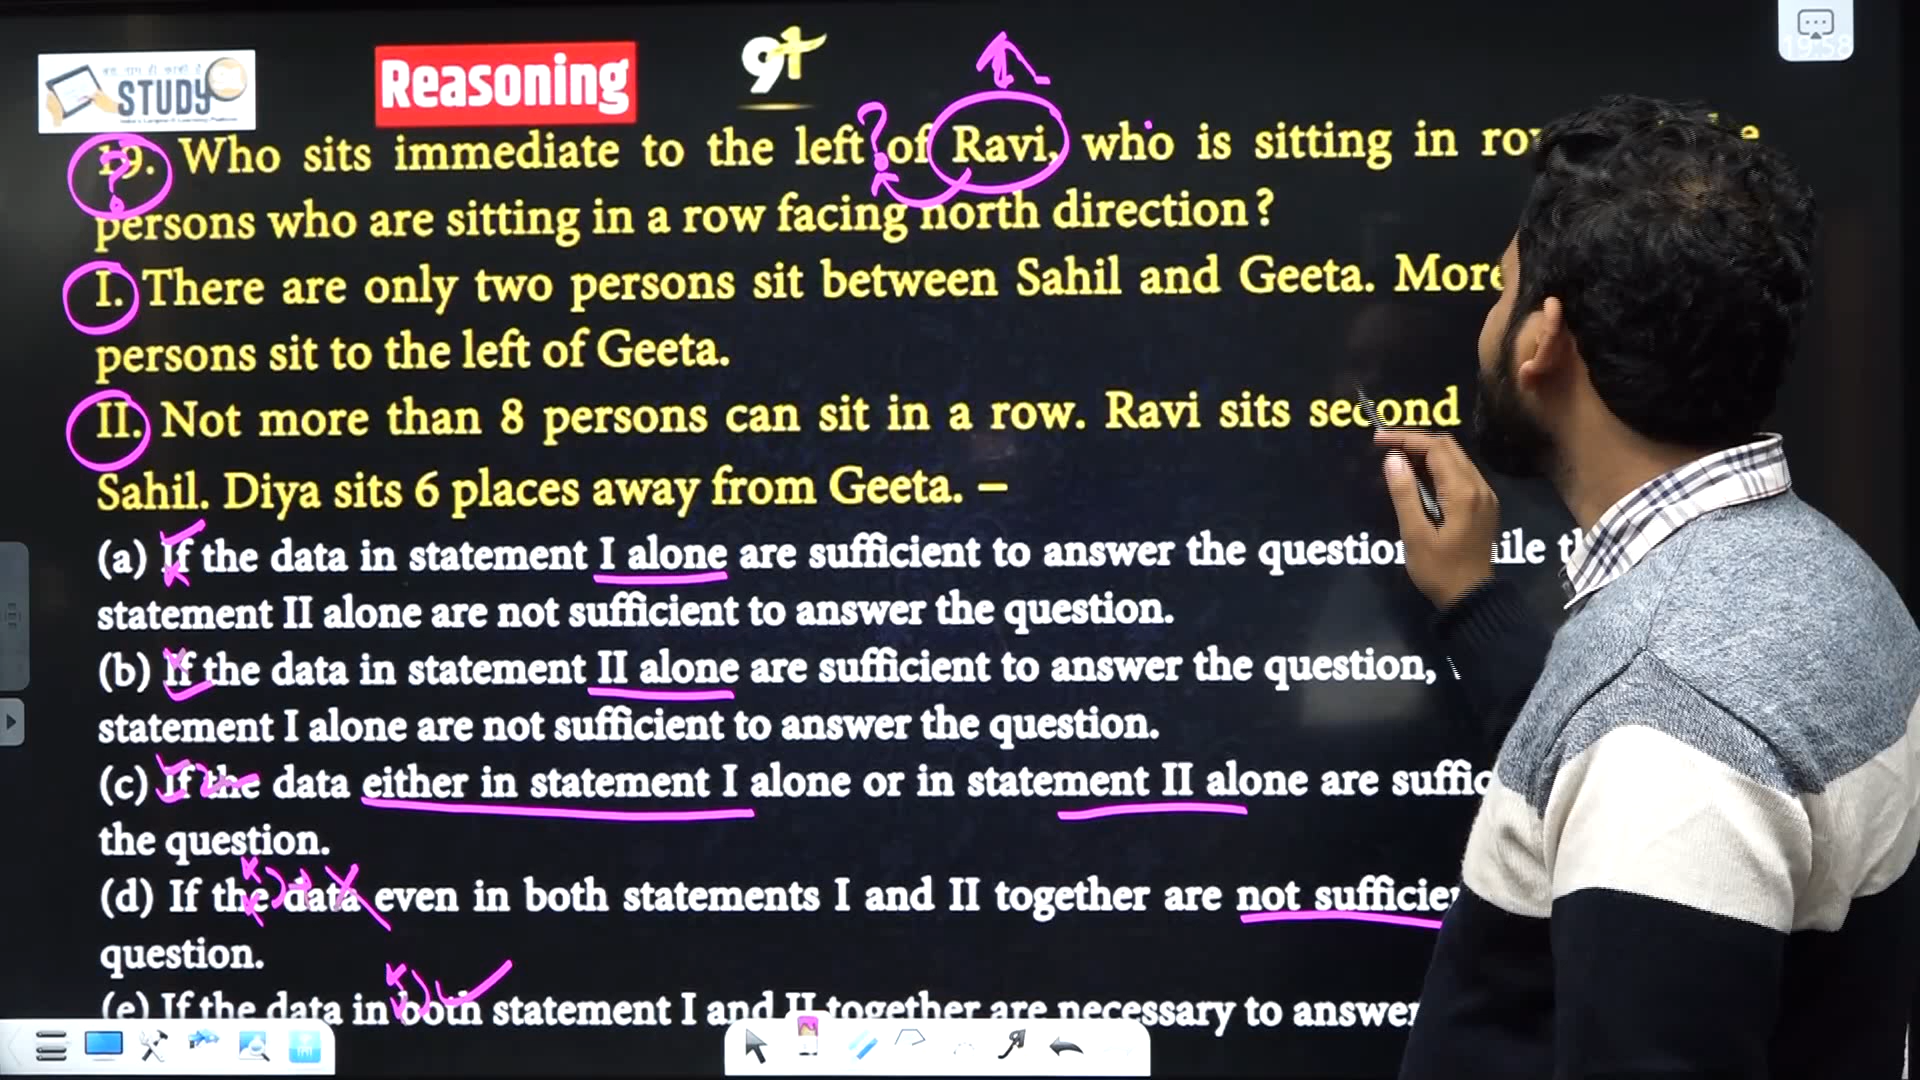 STUDY
Reasoning
19:58
19. Who sits immediate to the left of Ravi, who is sitting in
persons who are sitting in a row facing north direction?
I. There are only two persons sit between Sahil and Geeta. More
persons sit to the left of Geeta.
II. Not more than 8 persons can sit in a row. Ravi sits second
Sahil. Diya sits 6 places away from Geeta. –
(a) If the data in statement I alone are sufficient to answer the question
statement II alone are not sufficient to answer the question.
(b) If the data in statement II alone are sufficient to answer the question,
statement I alone are not sufficient to answer the question.
(c) If the data either in statement I alone or in statement II alone are
the question.
(d) If the data even in both statements I and II together are not
question.
(e) If the data in both statement I and II together are necessary to